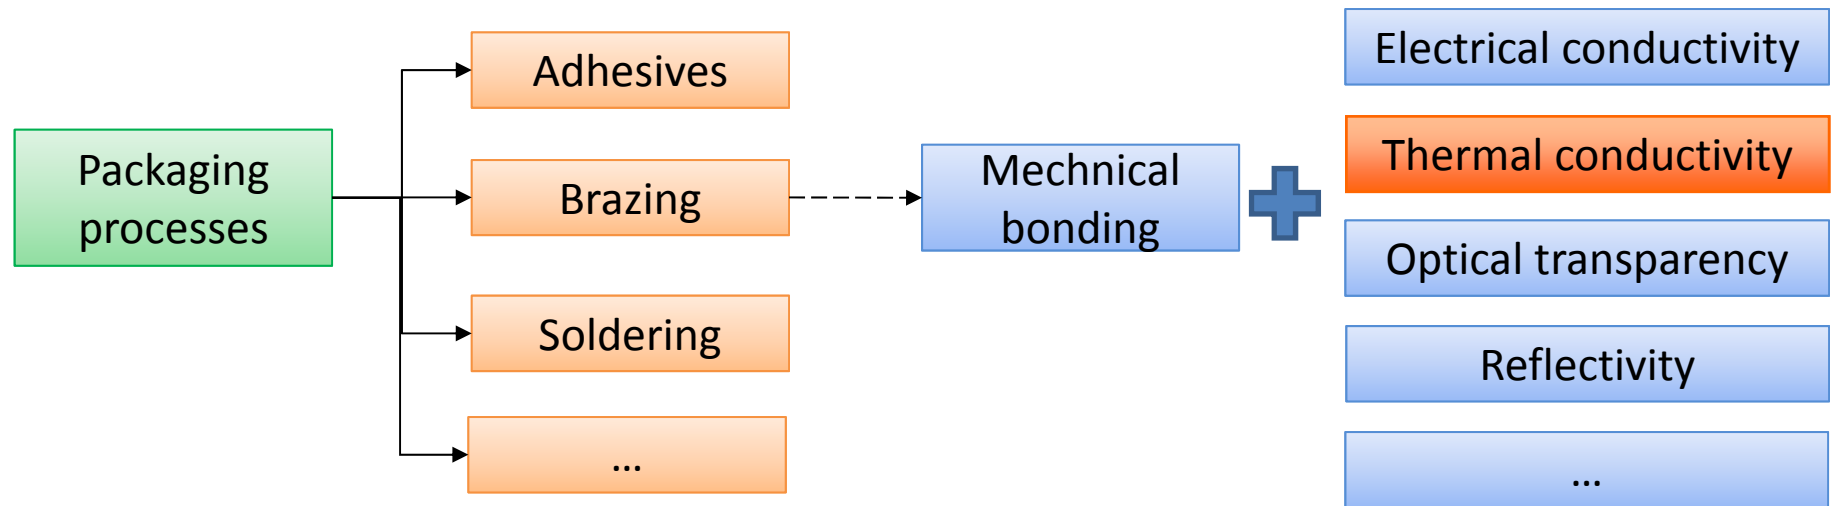 Packaging
processes
Adhesives
Brazing
Soldering
...
Mechnical
bonding
Electrical conductivity
Thermal conductivity
Optical transparency
Reflectivity
...